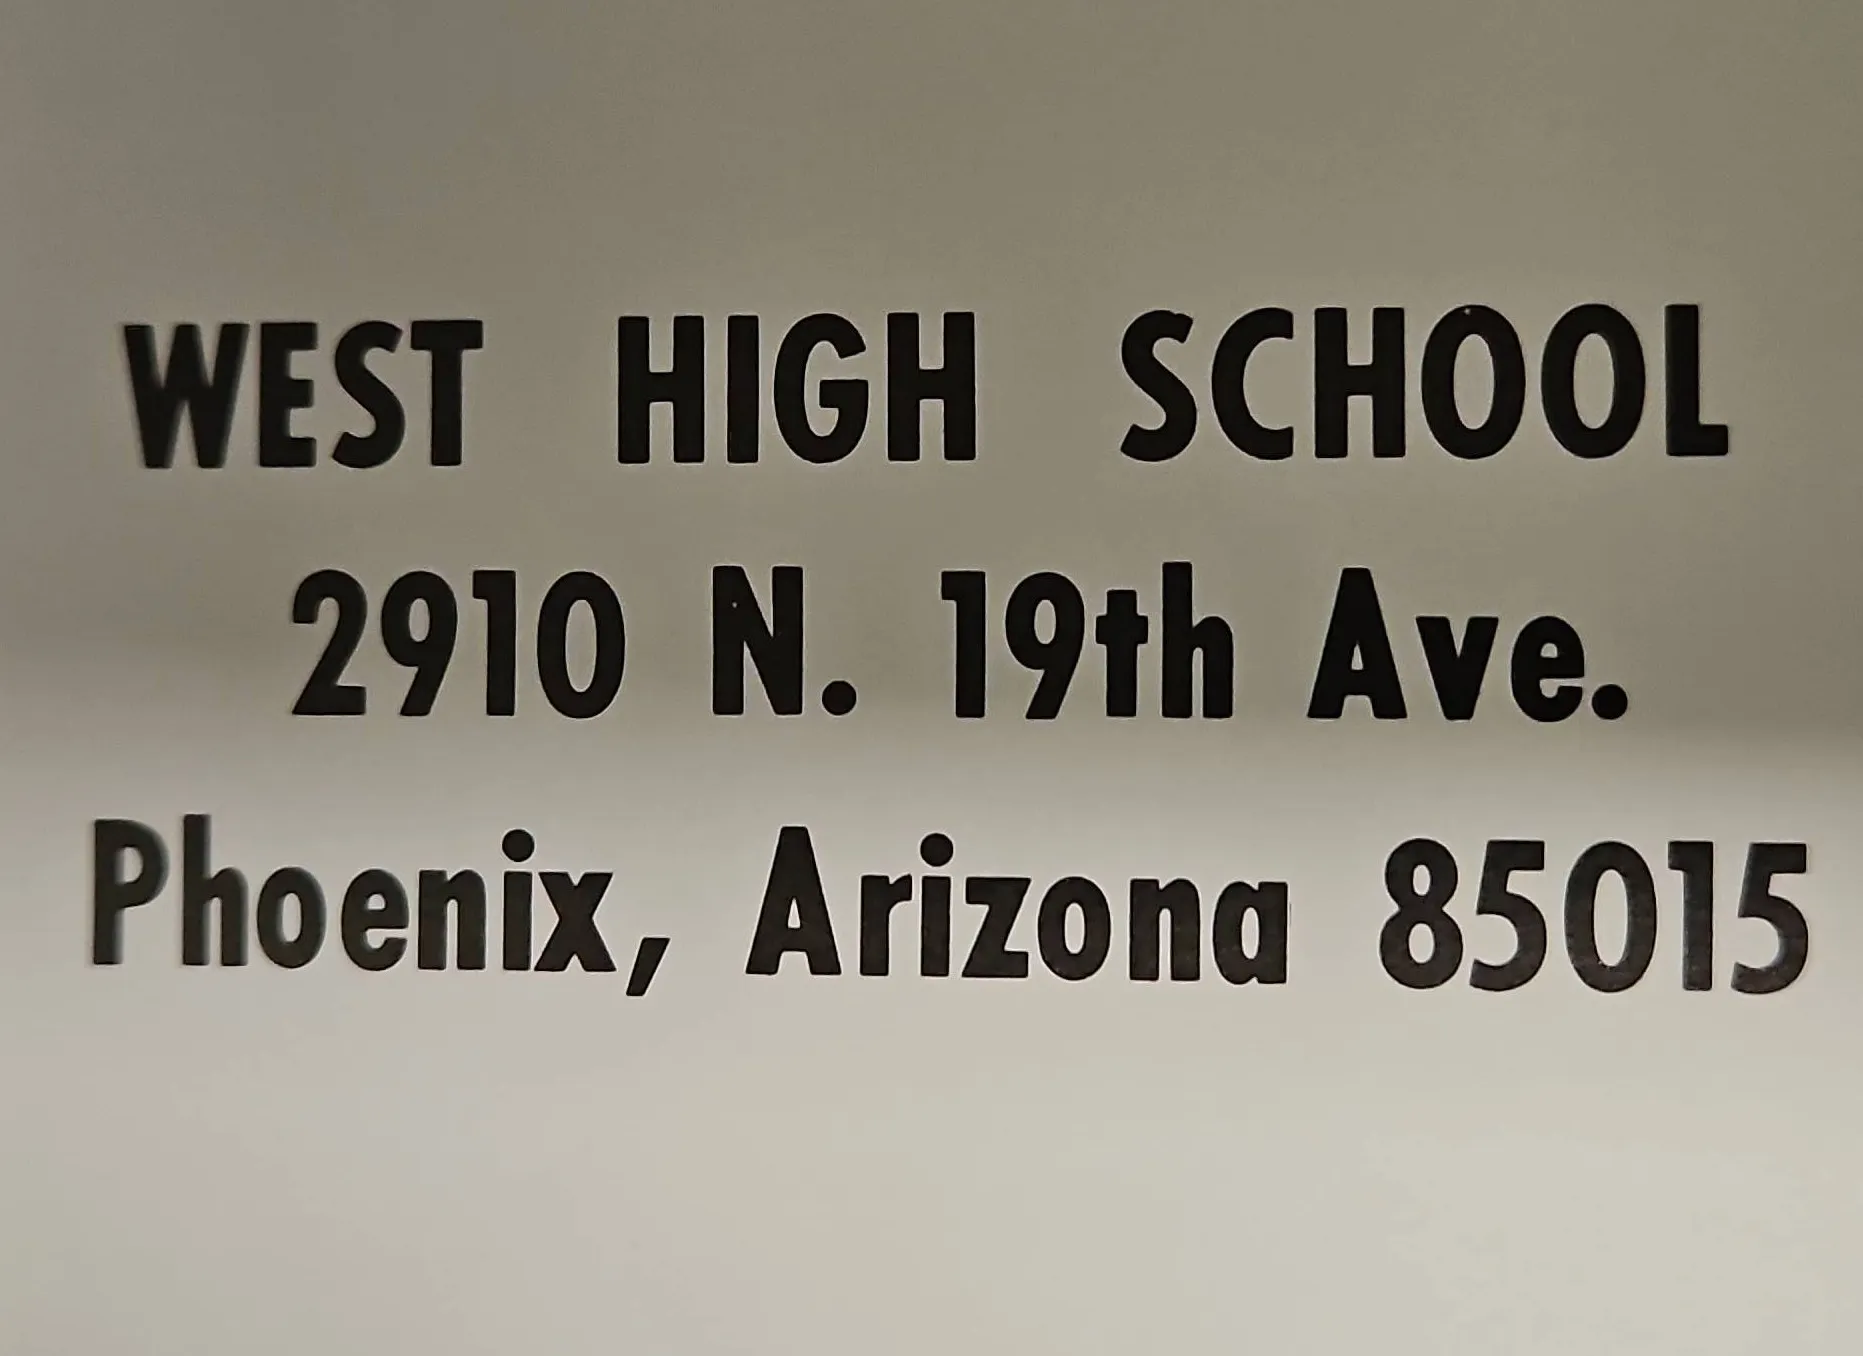 WEST HIGH SCHOOL
2910 N. 19th Ave.
Phoenix, Arizona 85015